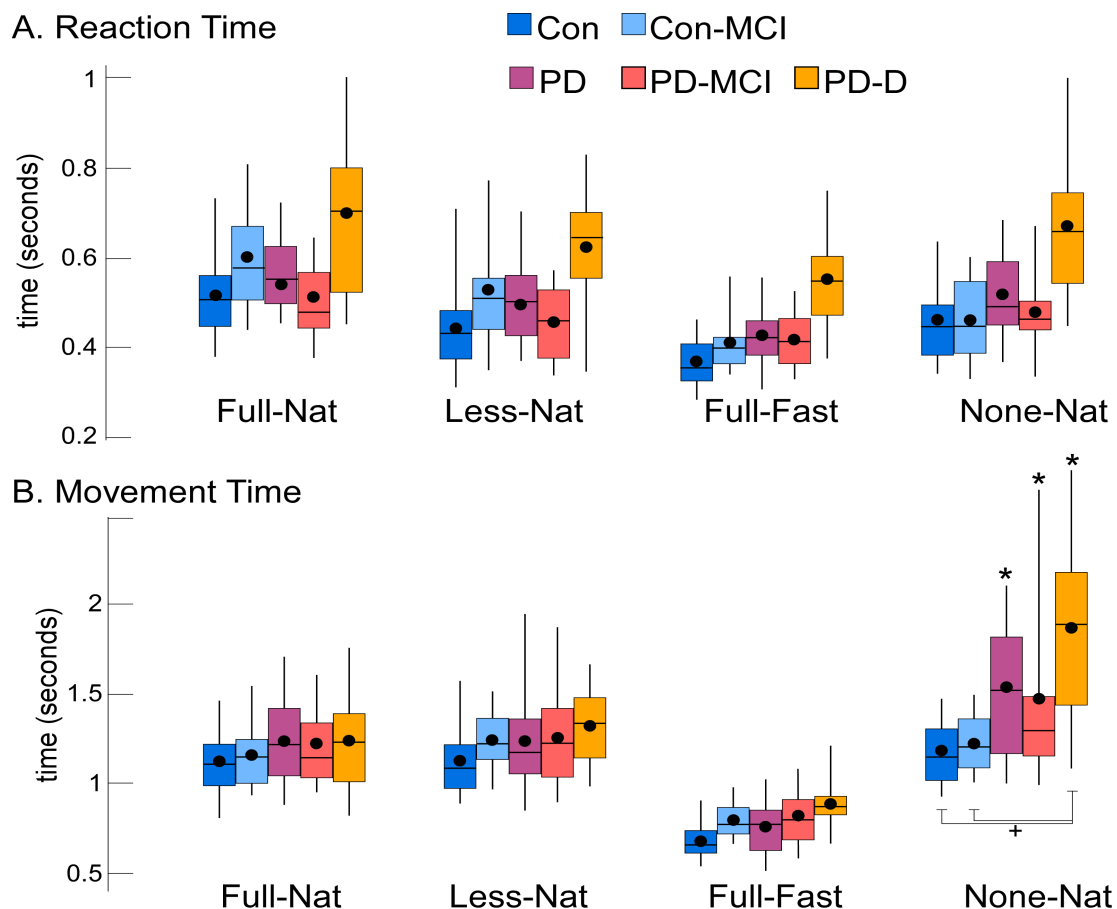 A. Reaction Time
Con Con-MCI
PD PD-MCI PD-D
time (seconds)
1
0.8
0.6
0.4
0.2
Full-Nat Less-Nat Full-Fast None-Nat
B. Movement Time
* * *
time (seconds)
2
1.5
1
0.5
+
Full-Nat Less-Nat Full-Fast None-Nat